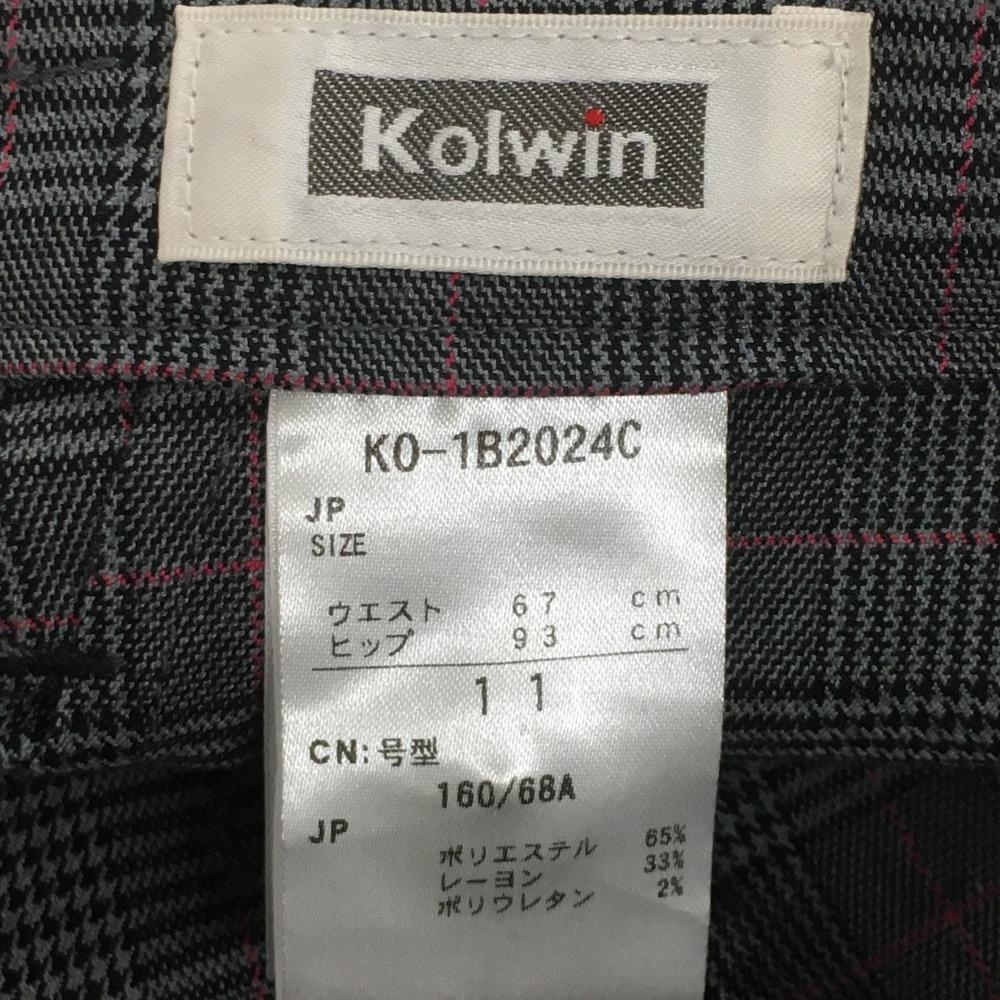 Kolwin
KO-1B2024C
JP
SIZE
ウエスト 67 cm
ヒップ 93 cm
11
CN:号型
160/68A
JP
ポリエステル 65%
レーヨン 33%
ポリウレタン 2%